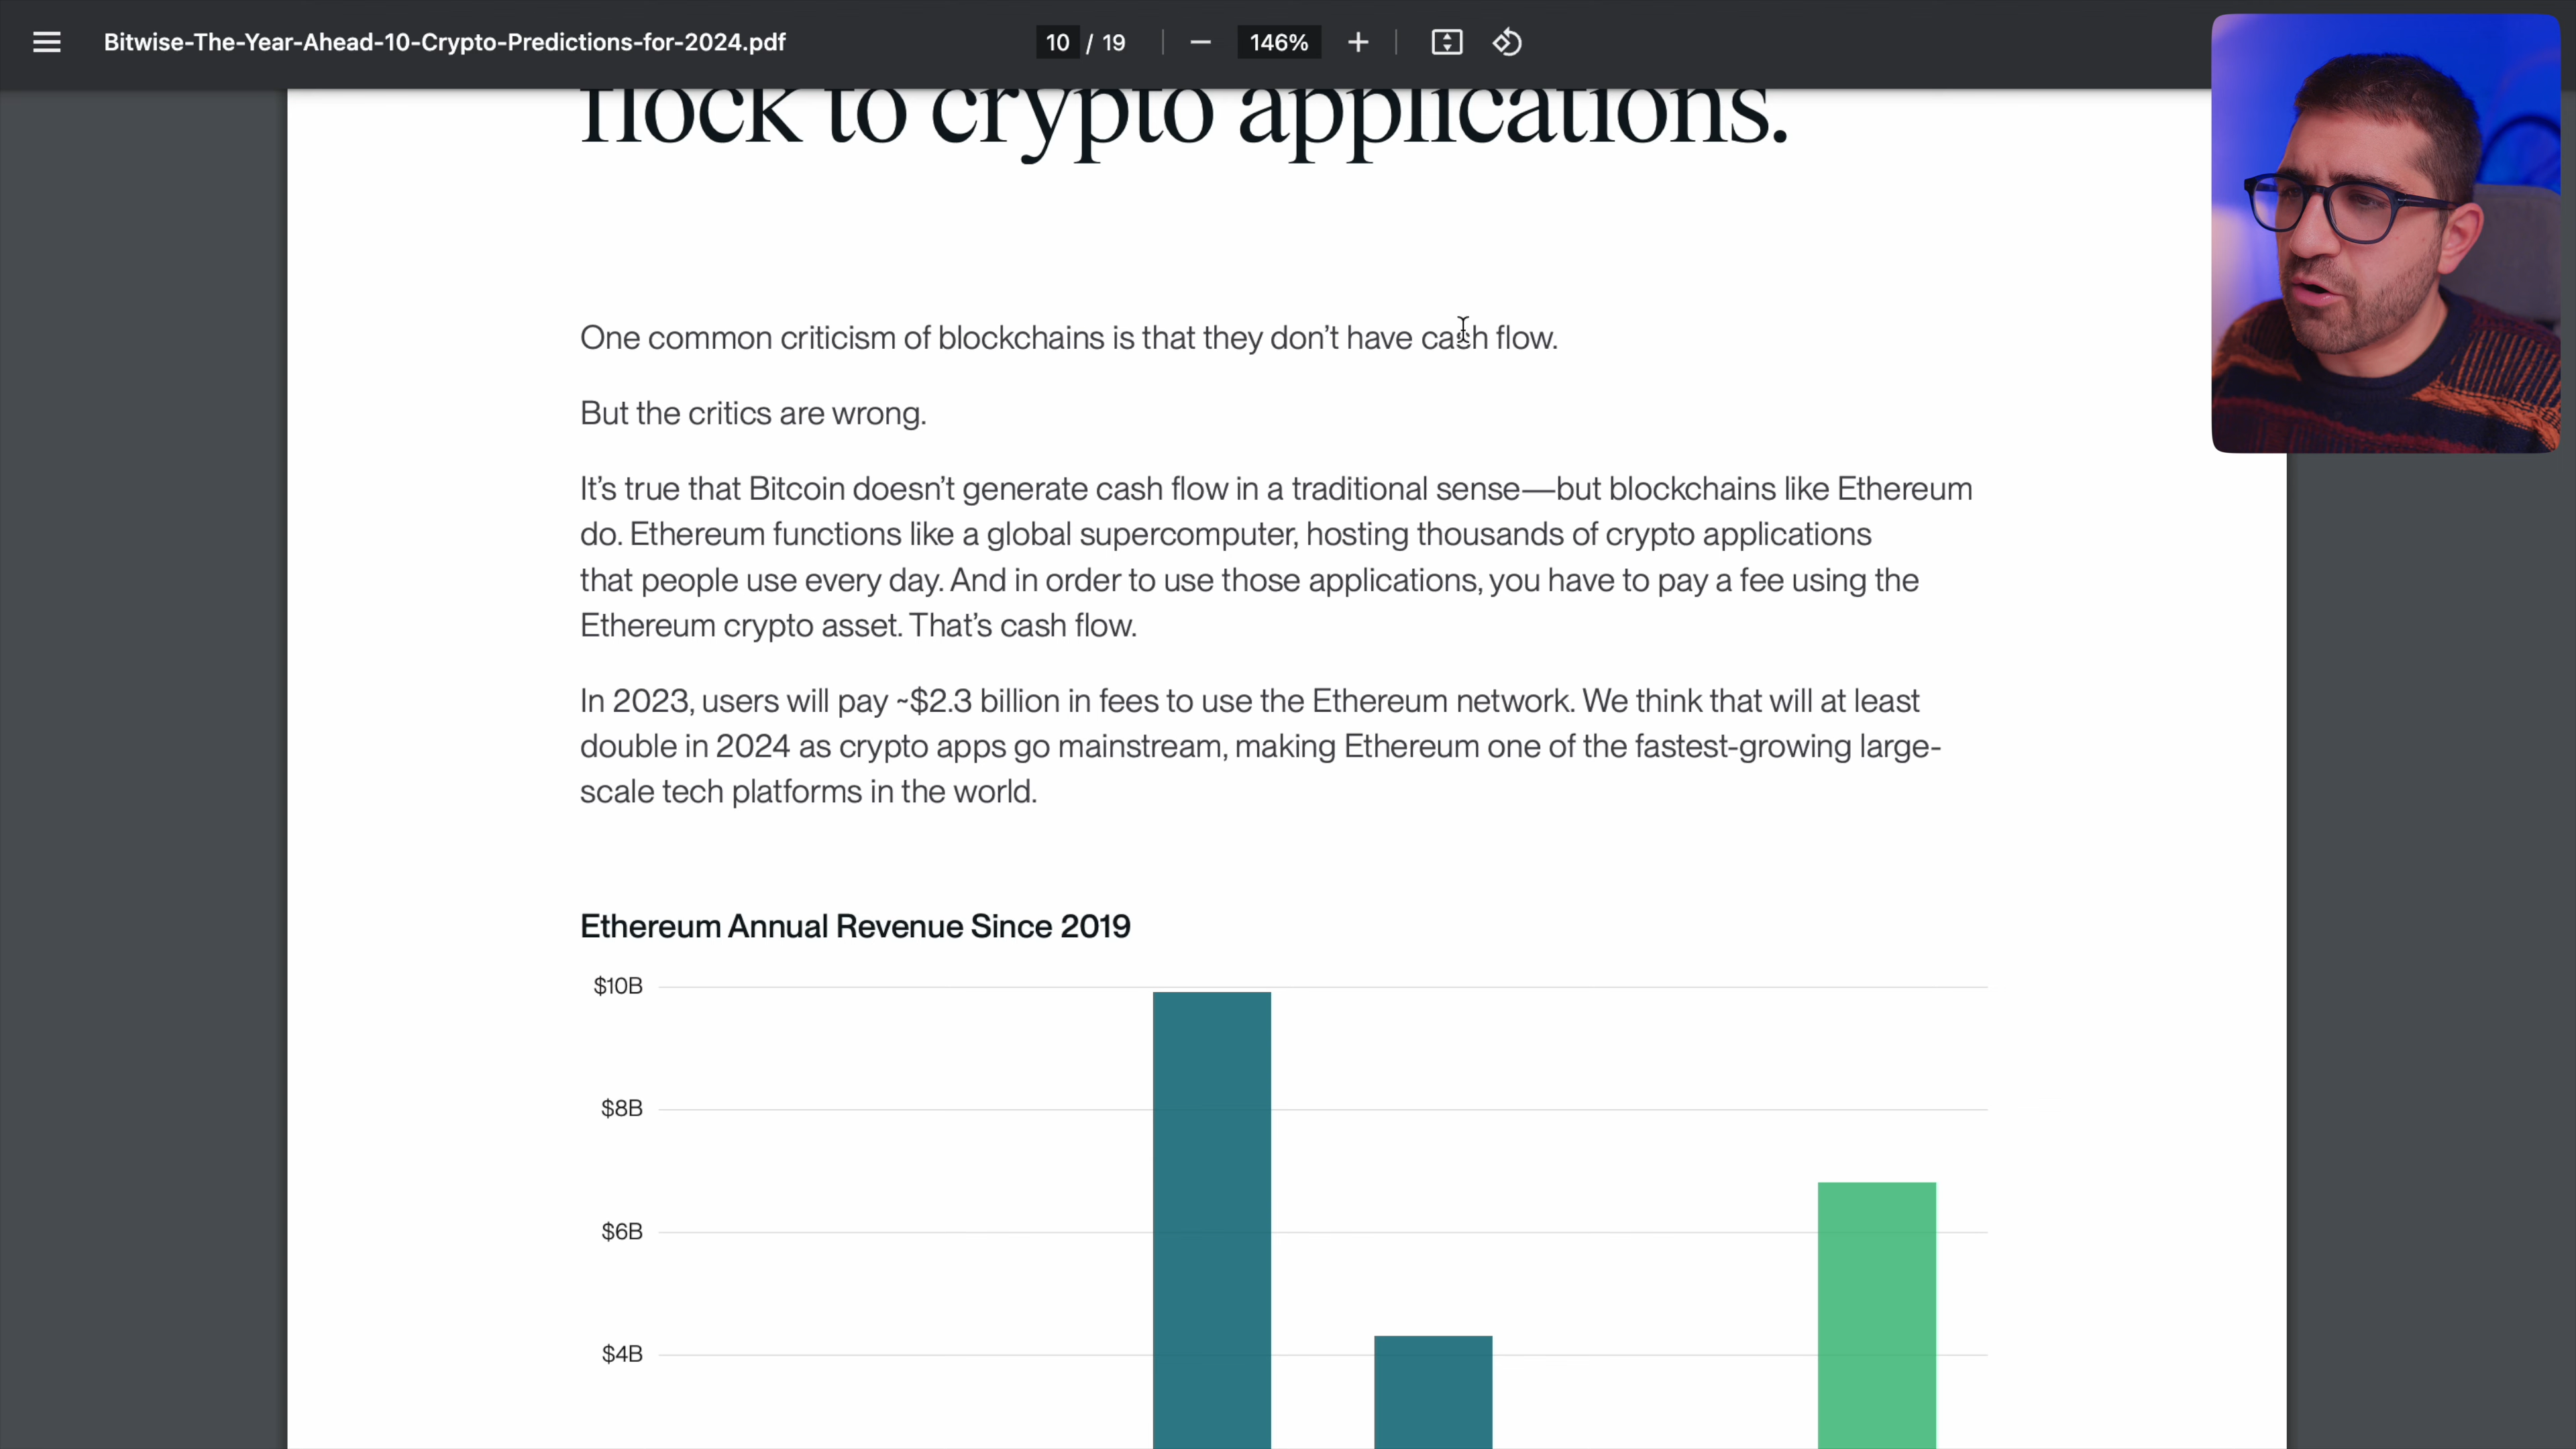 Bitwise-The-Year-Ahead-10-Crypto-Predictions-for-2024.pdf
10 / 19
146%
flock to crypto applications.
One common criticism of blockchains is that they don’t have cash flow.
But the critics are wrong.
It’s true that Bitcoin doesn’t generate cash flow in a traditional sense—but blockchains like Ethereum
do. Ethereum functions like a global supercomputer, hosting thousands of crypto applications
that people use every day. And in order to use those applications, you have to pay a fee using the
Ethereum crypto asset. That’s cash flow.
In 2023, users will pay ~$2.3 billion in fees to use the Ethereum network. We think that will at least
double in 2024 as crypto apps go mainstream, making Ethereum one of the fastest-growing large-
scale tech platforms in the world.
Ethereum Annual Revenue Since 2019
$10B
$8B
$6B
$4B